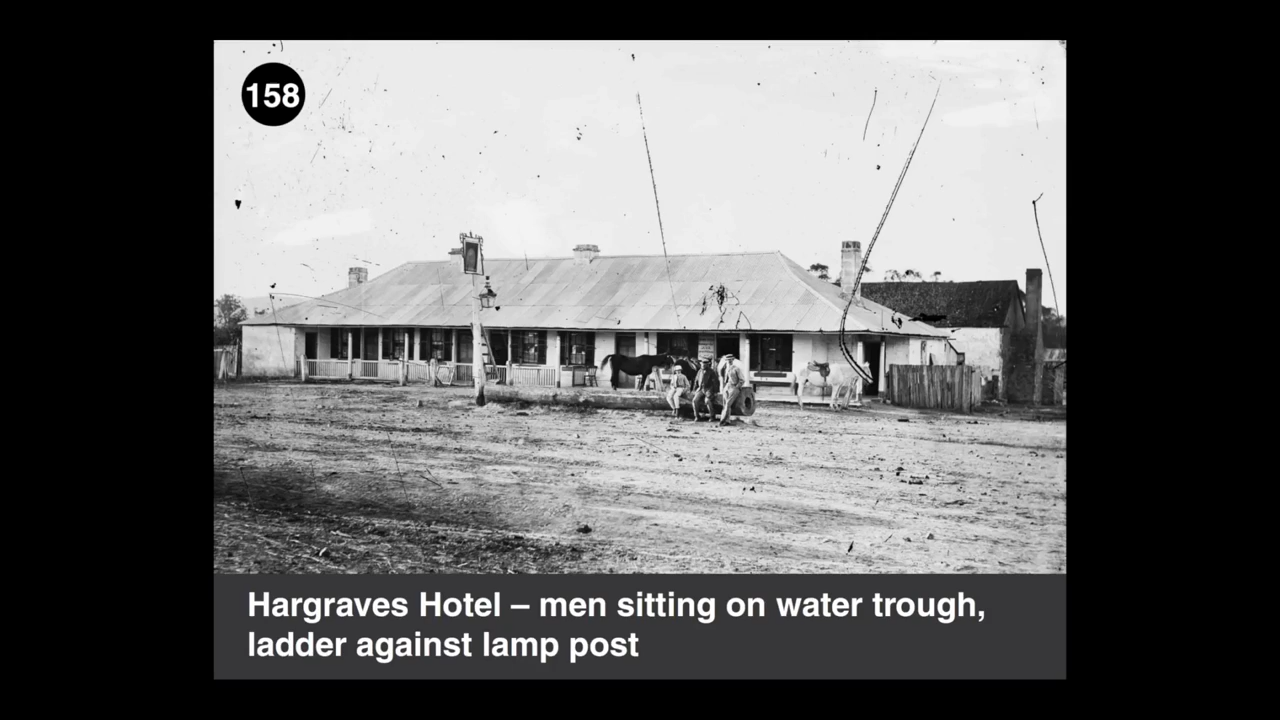 158
Hargraves Hotel – men sitting on water trough,
ladder against lamp post